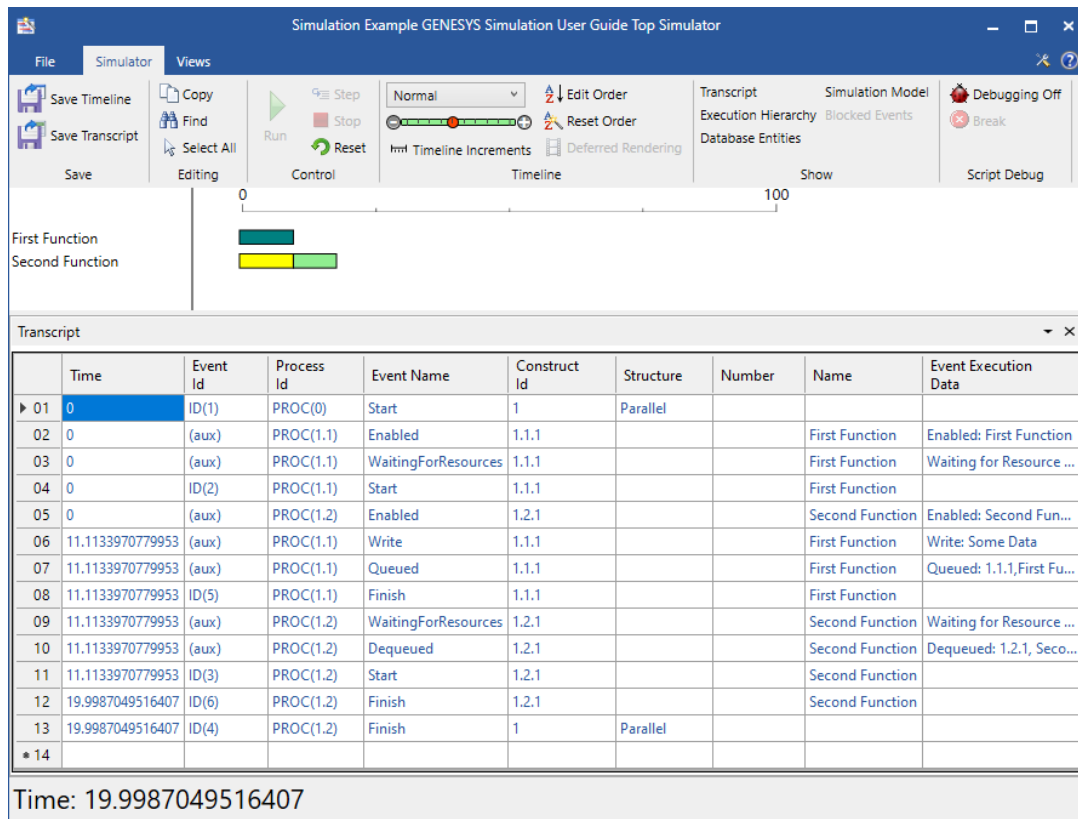 Simulation Example GENESYS Simulation User Guide Top Simulator
File Simulator Views
Save Timeline
Save Transcript
Save
Copy
Find
Select All
Editing
Run
Step
Stop
Reset
Control
Normal
Timeline Increments
Edit Order
Reset Order
Deferred Rendering
Timeline
Transcript Simulation Model
Execution Hierarchy Blocked Events
Database Entities
Show
Debugging Off
Break
Script Debug
0 100
First Function
Second Function
Transcript
Time Event Id Process Id Event Name Construct Id Structure Number Name Event Execution Data
01 0 ID(1) PROC(0) Start 1 Parallel
02 0 (aux) PROC(1.1) Enabled 1.1.1 First Function Enabled: First Function
03 0 (aux) PROC(1.1) WaitingForResources 1.1.1 First Function Waiting for Resource ...
04 0 ID(2) PROC(1.1) Start 1.1.1 First Function
05 0 (aux) PROC(1.2) Enabled 1.2.1 Second Function Enabled: Second Fun...
06 11.1133970779953 (aux) PROC(1.1) Write 1.1.1 First Function Write: Some Data
07 11.1133970779953 (aux) PROC(1.1) Queued 1.1.1 First Function Queued: 1.1.1,First Fu...
08 11.1133970779953 ID(5) PROC(1.1) Finish 1.1.1 First Function
09 11.1133970779953 (aux) PROC(1.2) WaitingForResources 1.2.1 Second Function Waiting for Resource ...
10 11.1133970779953 (aux) PROC(1.2) Dequeued 1.2.1 Second Function Dequeued: 1.2.1, Seco...
11 11.1133970779953 ID(3) PROC(1.2) Start 1.2.1 Second Function
12 19.9987049516407 ID(6) PROC(1.2) Finish 1.2.1 Second Function
13 19.9987049516407 ID(4) PROC(1.2) Finish 1 Parallel
14
Time: 19.9987049516407